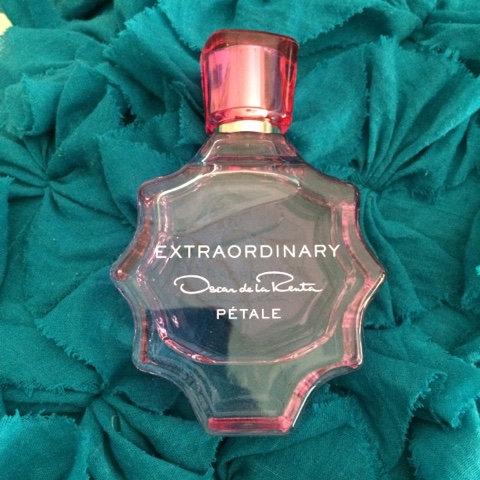 EXTRAORDINARY
Oscar de la Renta
PÉTALE